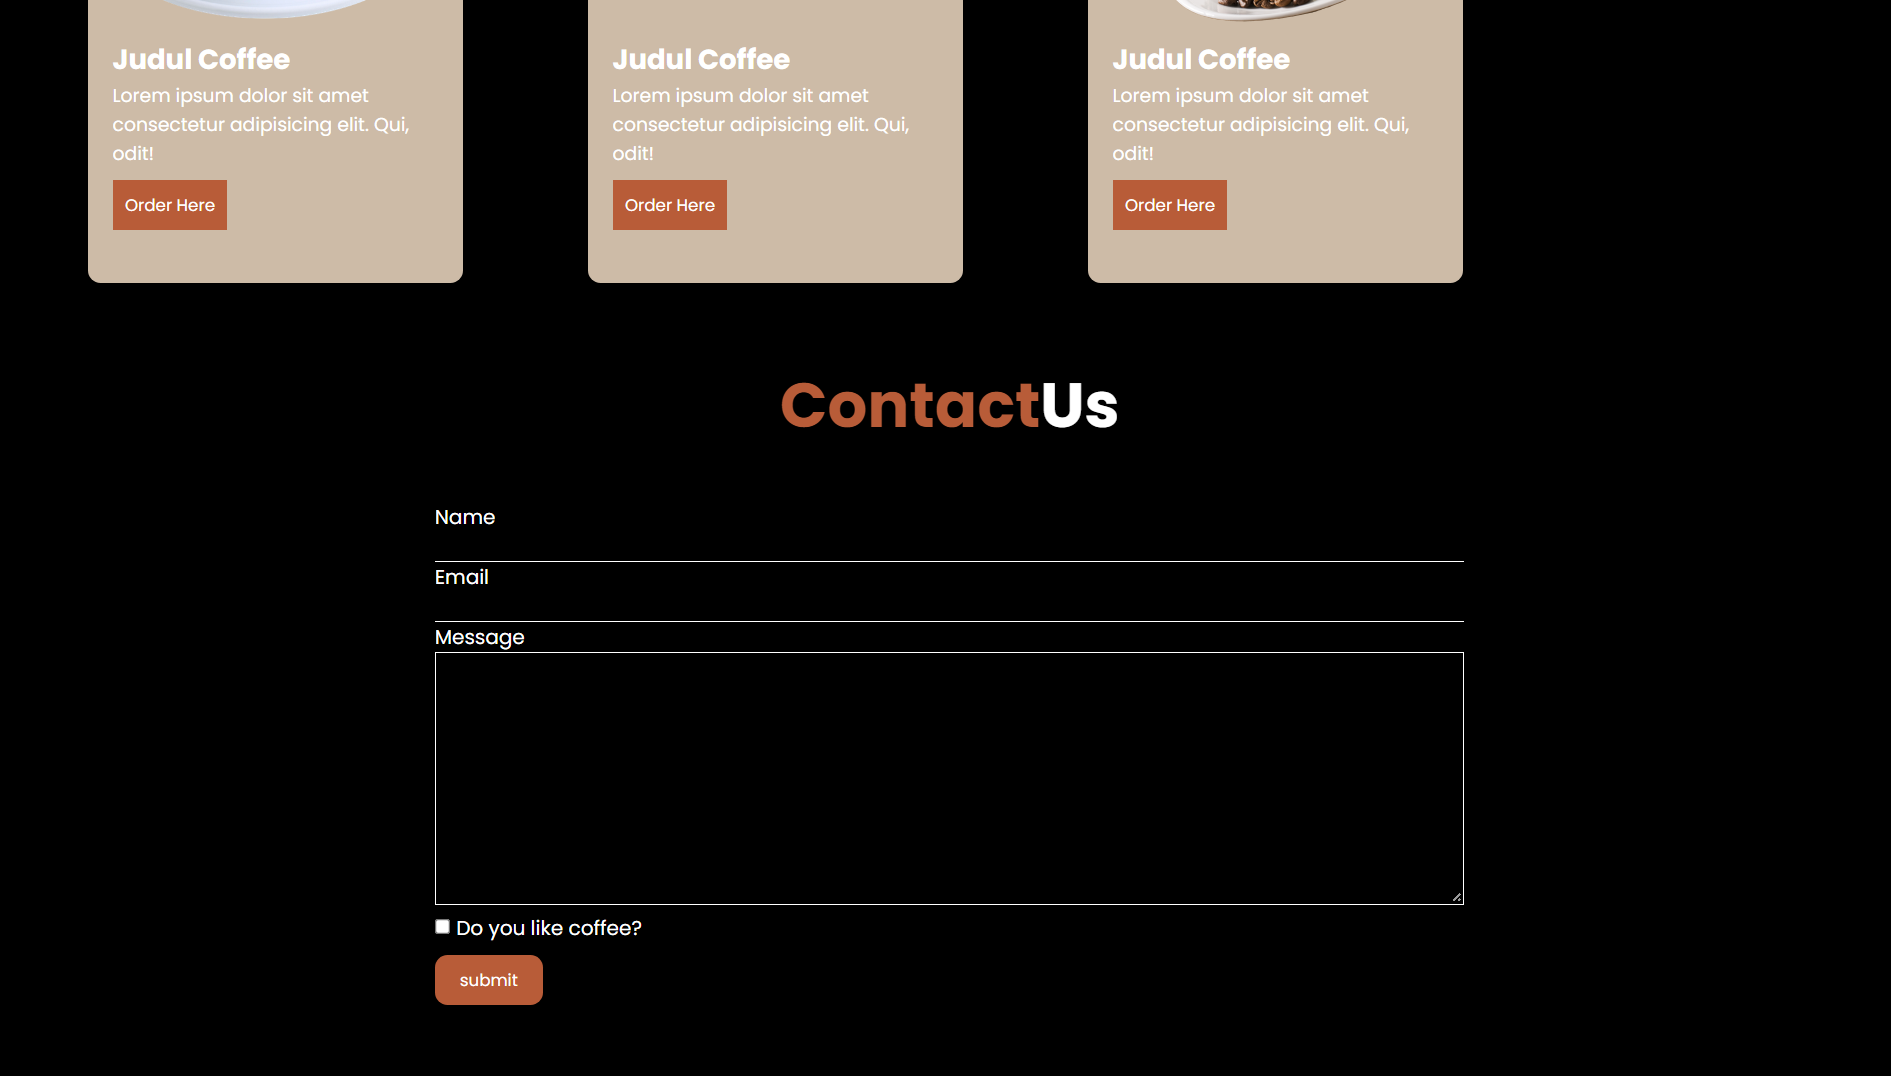 Judul Coffee
Lorem ipsum dolor sit amet
consectetur adipisicing elit. Qui,
odit!
Order Here
Judul Coffee
Lorem ipsum dolor sit amet
consectetur adipisicing elit. Qui,
odit!
Order Here
Judul Coffee
Lorem ipsum dolor sit amet
consectetur adipisicing elit. Qui,
odit!
Order Here
ContactUs
Name
Email
Message
Do you like coffee?
submit